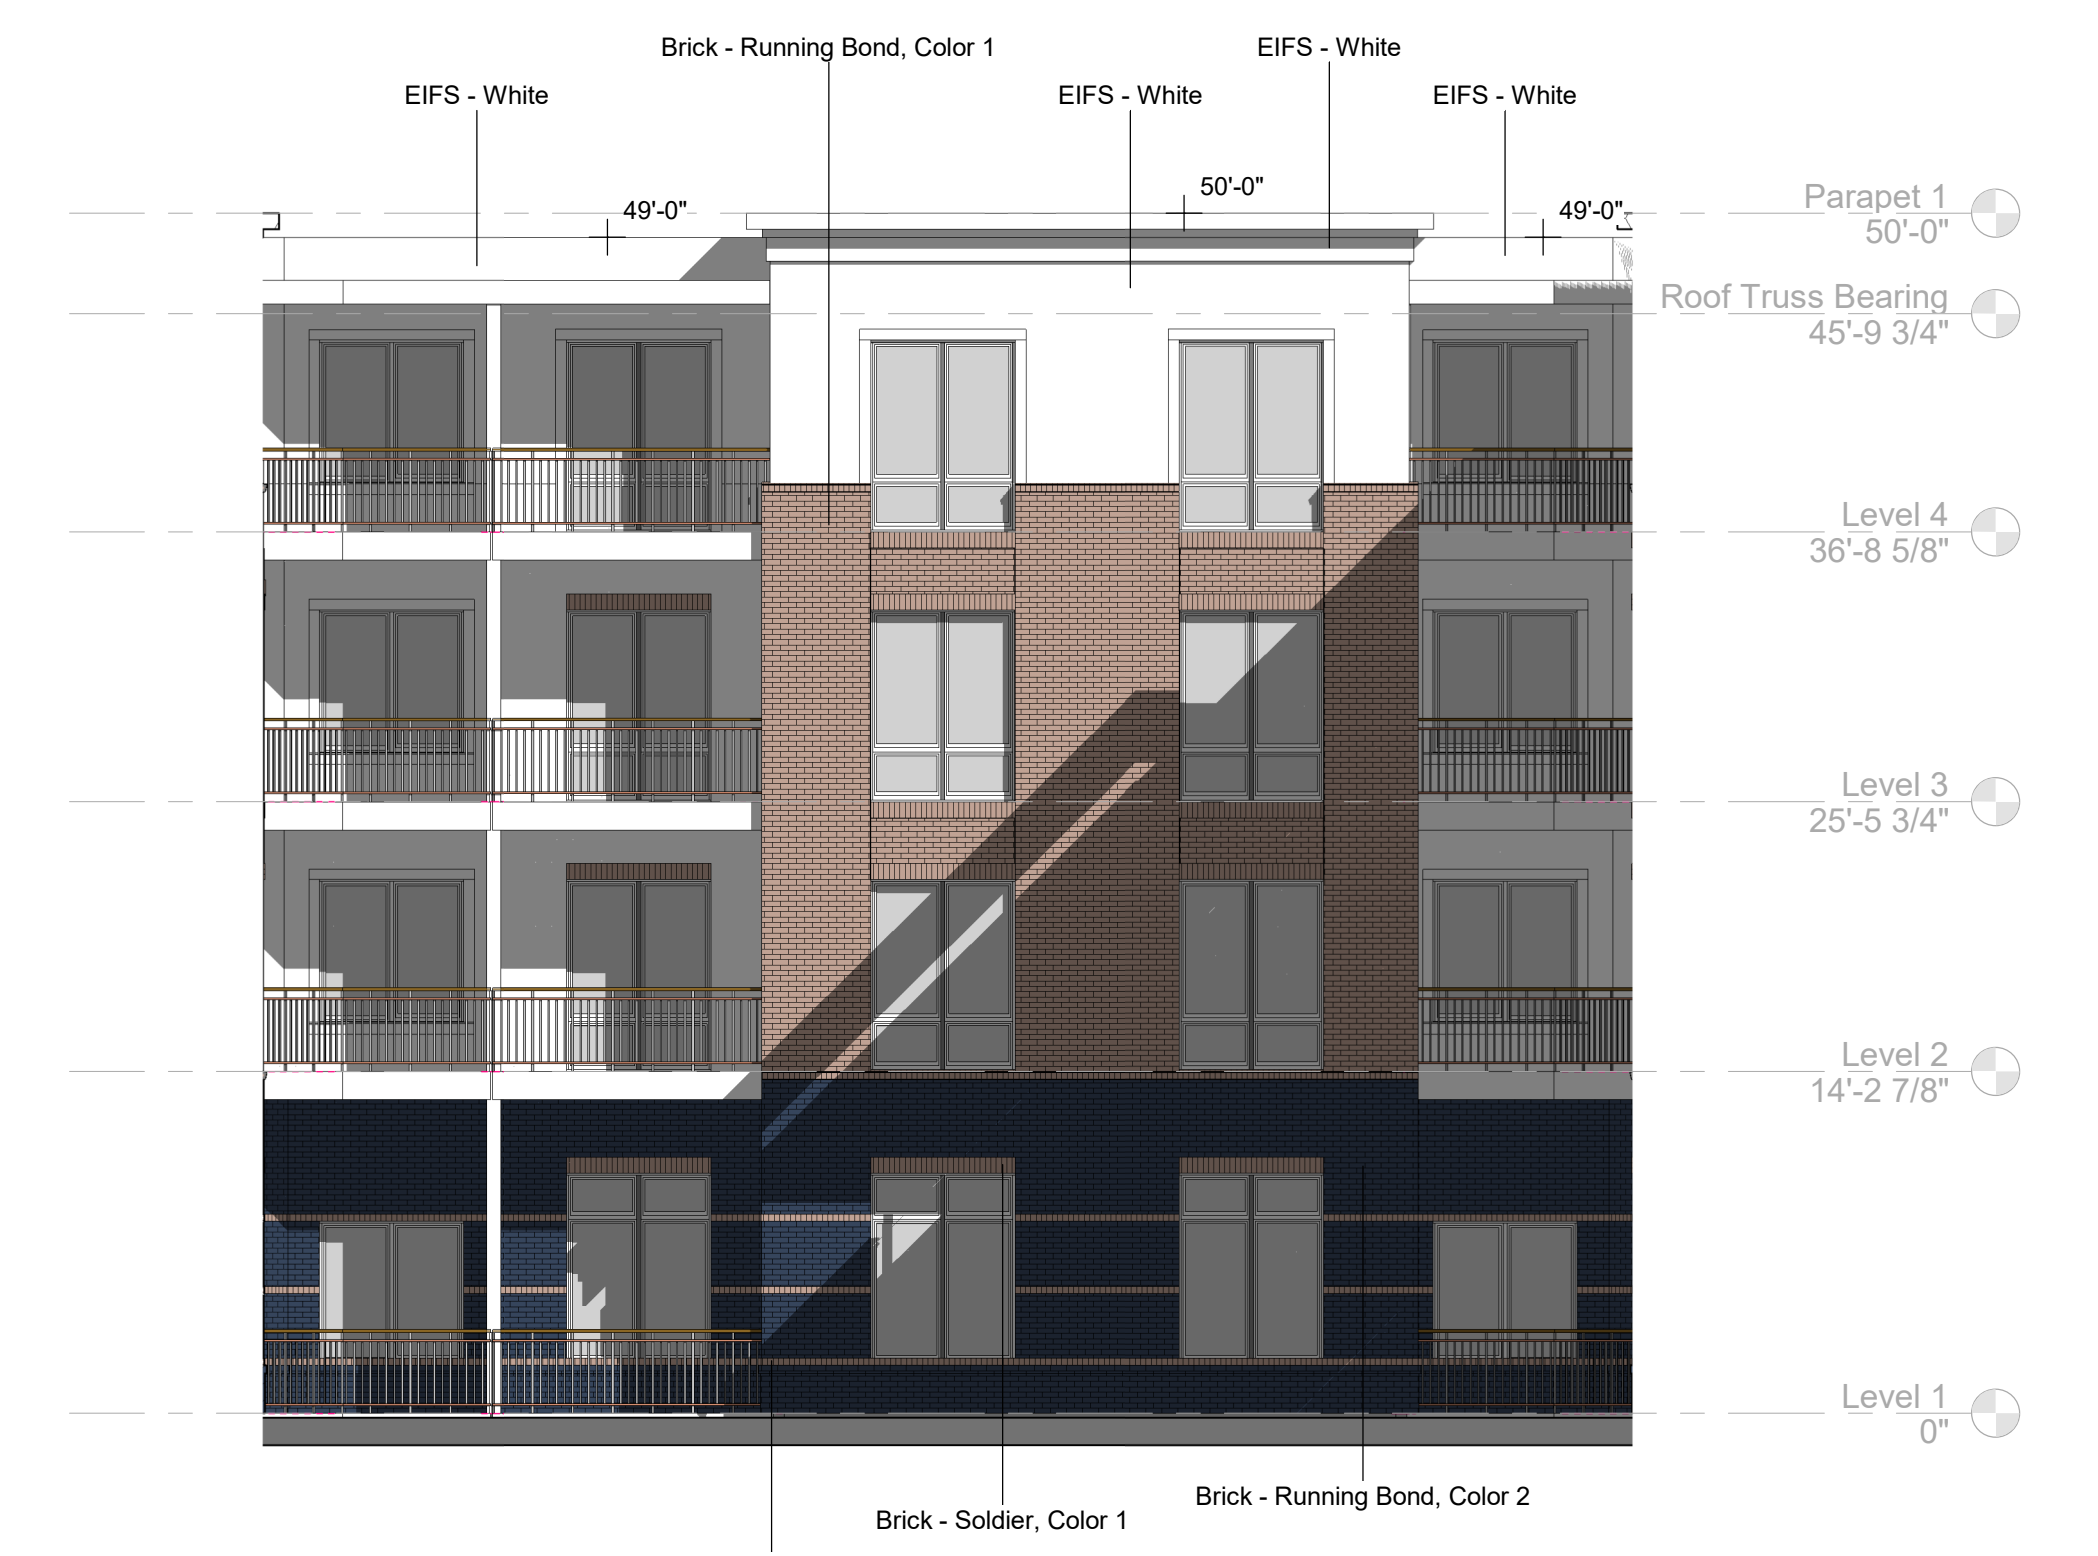 Brick - Running Bond, Color 1
EIFS - White
EIFS - White
EIFS - White
EIFS - White
50'-0"
49'-0"
49'-0"
Parapet 1
50'-0"
Roof Truss Bearing
45'-9 3/4"
Level 4
36'-8 5/8"
Level 3
25'-5 3/4"
Level 2
14'-2 7/8"
Level 1
0"
Brick - Running Bond, Color 2
Brick - Soldier, Color 1